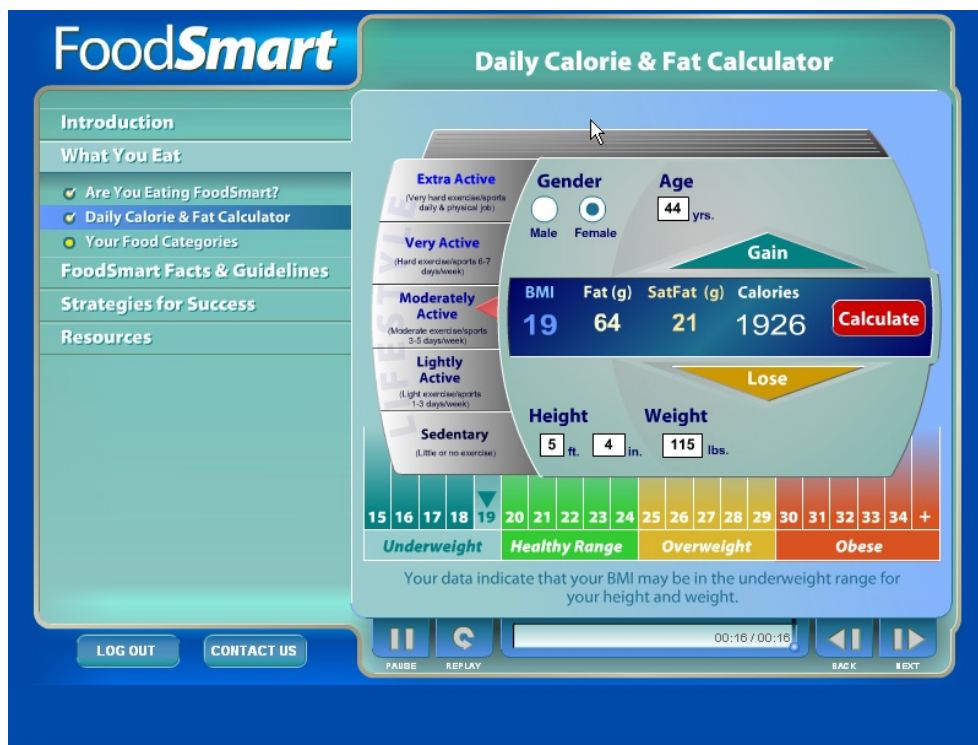 FoodSmart
Daily Calorie & Fat Calculator
Introduction
What You Eat
Are You Eating FoodSmart?
Daily Calorie & Fat Calculator
Your Food Categories
FoodSmart Facts & Guidelines
Strategies for Success
Resources
LIFESTYLE
Extra Active
(Very hard exercise/sports
daily & physical job)
Very Active
(Hard exercise/sports 6-7
days/week)
Moderately
Active
(Moderate exercise/sports
3-5 days/week)
Lightly
Active
(Light exercise/sports
1-3 days/week)
Sedentary
(Little or no exercise)
Gender Age
44 yrs.
Male Female
Gain
BMI Fat (g) SatFat (g) Calories
19 64 21 1926 Calculate
Lose
Height Weight
5 ft. 4 in. 115 lbs.
15 16 17 18 19 20 21 22 23 24 25 26 27 28 29 30 31 32 33 34 +
Underweight Healthy Range Overweight Obese
Your data indicate that your BMI may be in the underweight range for
your height and weight.
LOG OUT CONTACT US
00:16 / 00:16
PAUSE REPLAY BACK NEXT